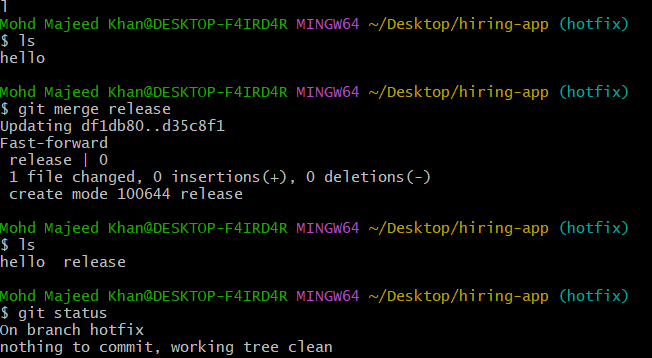 Mohd Majeed Khan@DESKTOP-F4IRD4R MINGW64 ~/Desktop/hiring-app (hotfix)
$ ls
hello
Mohd Majeed Khan@DESKTOP-F4IRD4R MINGW64 ~/Desktop/hiring-app (hotfix)
$ git merge release
Updating df1db80..d35c8f1
Fast-forward
 release | 0
 1 file changed, 0 insertions(+), 0 deletions(-)
 create mode 100644 release
Mohd Majeed Khan@DESKTOP-F4IRD4R MINGW64 ~/Desktop/hiring-app (hotfix)
$ ls
hello  release
Mohd Majeed Khan@DESKTOP-F4IRD4R MINGW64 ~/Desktop/hiring-app (hotfix)
$ git status
On branch hotfix
nothing to commit, working tree clean